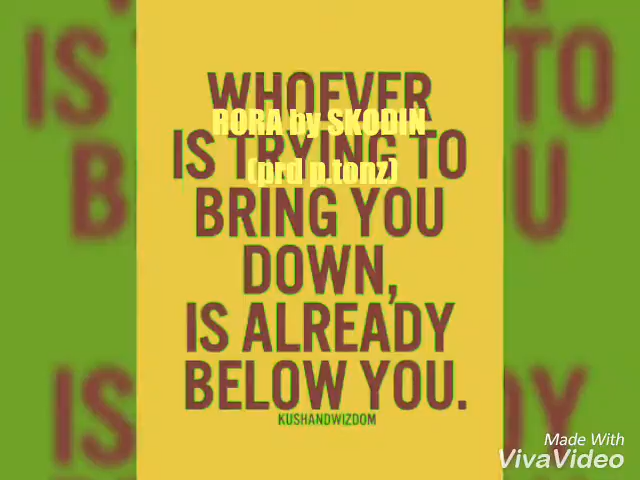 WHOEVER
RORA by SKODIN
IS TRYING TO
(prd p.tonz)
BRING YOU
DOWN,
IS ALREADY
BELOW YOU.
KUSHANDWIZDOM
Made With
VivaVideo